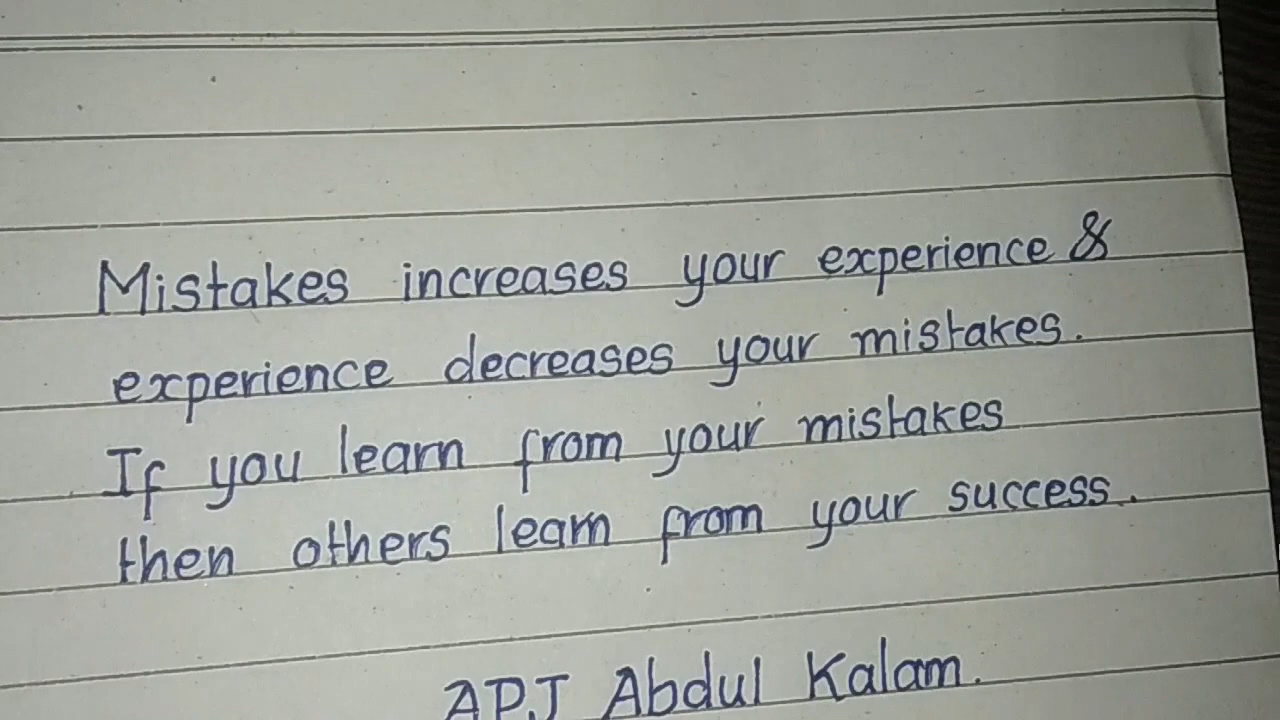 Mistakes increases your experience &
experience decreases your mistakes.
If you learn from your mistakes
then others learn from your success.
APJ Abdul Kalam.